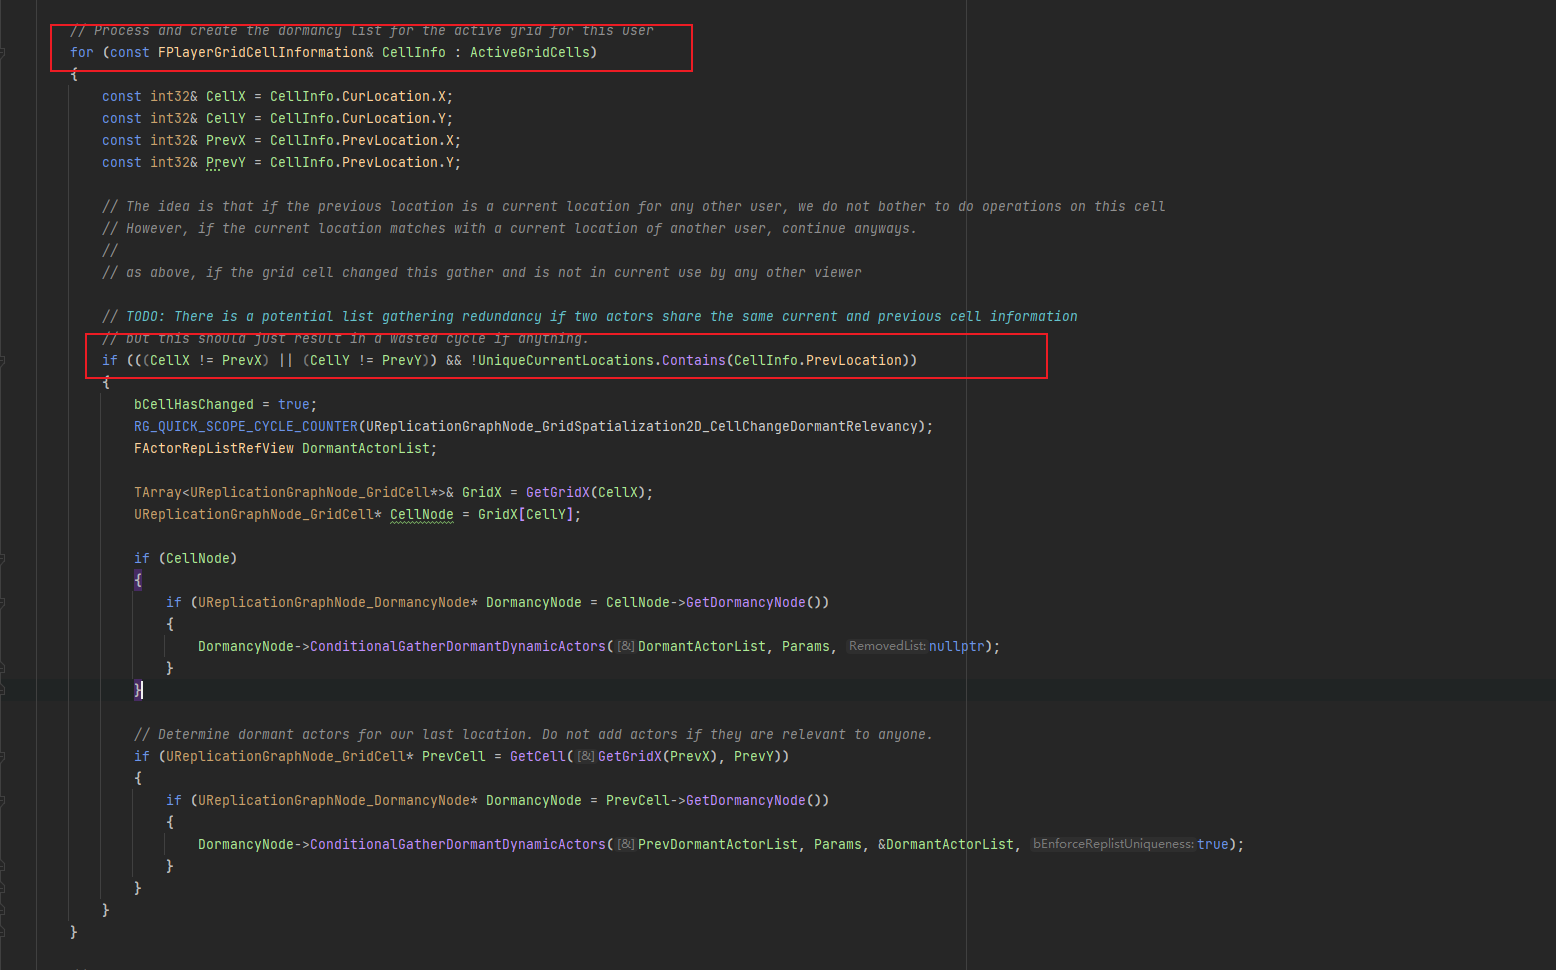 // Process and create the dormancy list for the active grid for this user
for (const FPlayerGridCellInformation& CellInfo : ActiveGridCells)
{
const int32& CellX = CellInfo.CurLocation.X;
const int32& CellY = CellInfo.CurLocation.Y;
const int32& PrevX = CellInfo.PrevLocation.X;
const int32& PrevY = CellInfo.PrevLocation.Y;
// The idea is that if the previous location is a current location for any other user, we do not bother to do operations on this cell
// However, if the current location matches with a current location of another user, continue anyways.
//
// as above, if the grid cell changed this gather and is not in current use by any other viewer
// TODO: There is a potential list gathering redundancy if two actors share the same current and previous cell information
// but this should just result in a wasted cycle if anything.
if (((CellX != PrevX) || (CellY != PrevY)) && !UniqueCurrentLocations.Contains(CellInfo.PrevLocation))
{
bCellHasChanged = true;
RG_QUICK_SCOPE_CYCLE_COUNTER(UReplicationGraphNode_GridSpatialization2D_CellChangeDormantRelevancy);
FActorRepListRefView DormantActorList;
TArray<UReplicationGraphNode_GridCell*>& GridX = GetGridX(CellX);
UReplicationGraphNode_GridCell* CellNode = GridX[CellY];
if (CellNode)
{
if (UReplicationGraphNode_DormancyNode* DormancyNode = CellNode->GetDormancyNode())
{
DormancyNode->ConditionalGatherDormantDynamicActors([&]DormantActorList, Params, RemovedList:nullptr);
}
}
// Determine dormant actors for our last location. Do not add actors if they are relevant to anyone.
if (UReplicationGraphNode_GridCell* PrevCell = GetCell([&]GetGridX(PrevX), PrevY))
{
if (UReplicationGraphNode_DormancyNode* DormancyNode = PrevCell->GetDormancyNode())
{
DormancyNode->ConditionalGatherDormantDynamicActors([&]PrevDormantActorList, Params, &DormantActorList, bEnforceReplistUniqueness:true);
}
}
}
}